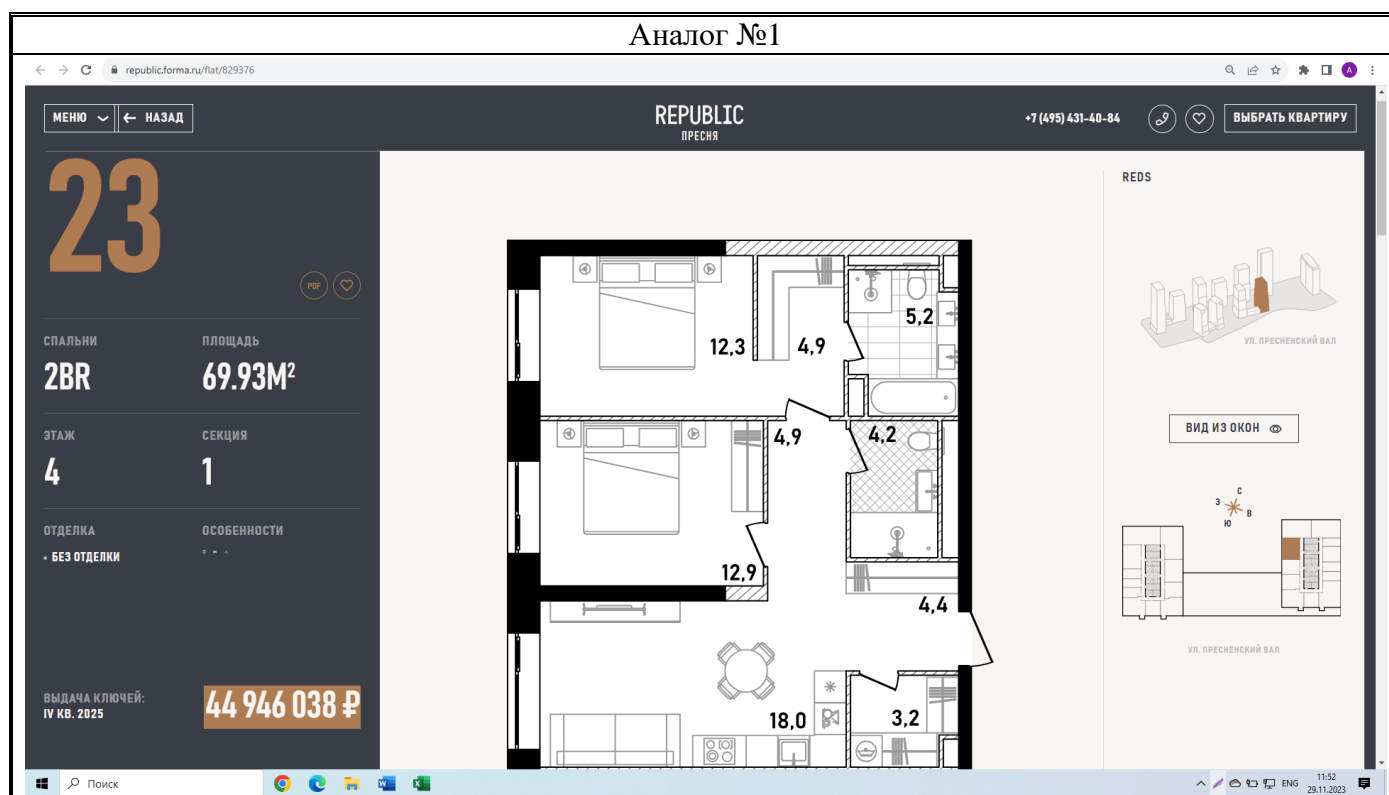 Аналог №1
republic.forma.ru/flat/829376
A
МЕНЮ
НАЗАД
REPUBLIC
ПРЕСНЯ
+7 (495) 431-40-84
ВЫБРАТЬ КВАРТИРУ
23
PDF
СПАЛЬНИ ПЛОЩАДЬ
2BR 69.93М²
ЭТАЖ СЕКЦИЯ
4 1
ОТДЕЛКА ОСОБЕННОСТИ
• БЕЗ ОТДЕЛКИ
ВЫДАЧА КЛЮЧЕЙ:
IV КВ. 2025
44 946 038 ₽
12,3
4,9
5,2
4,9
4,2
12,9
4,4
18,0
3,2
REDS
УЛ. ПРЕСНЕНСКИЙ ВАЛ
ВИД ИЗ ОКОН
С
З
В
Ю
УЛ. ПРЕСНЕНСКИЙ ВАЛ
Поиск
ENG
11:52
29.11.2023